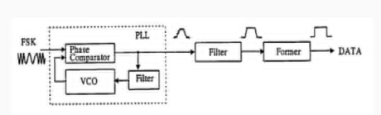 PLL
FSK
Phase
Comparator
Filter
Former
DATA
VCO
Filter